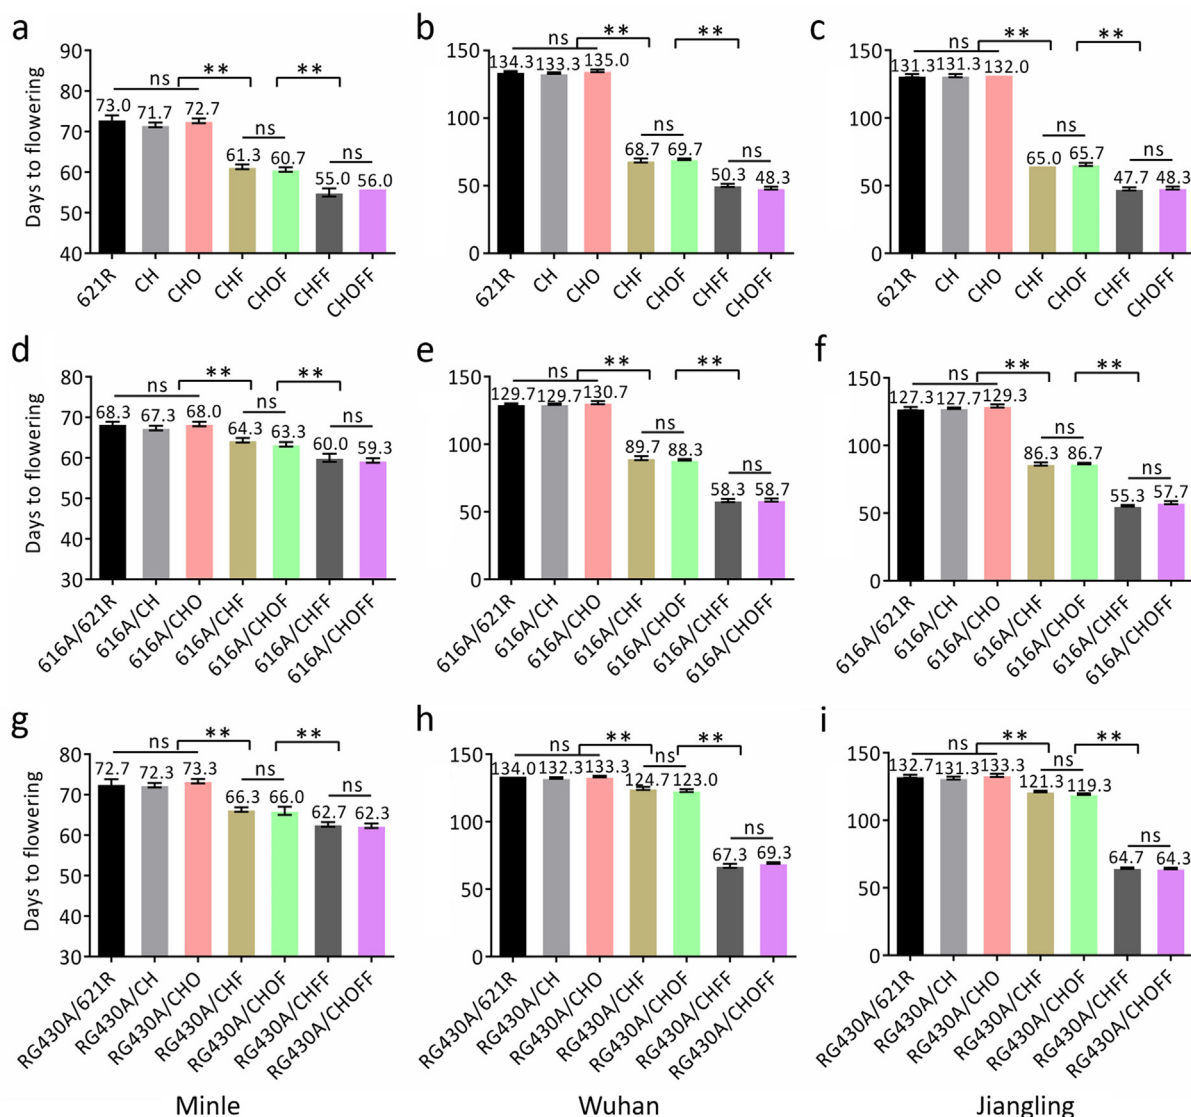 a
Days to flowering
90
80
70
60
50
40
ns
**
**
73.0 71.7 72.7
ns
61.3 60.7
ns
55.0 56.0
621R CH CHO CHF CHOF CHFF CHOFF
b
150
100
50
0
ns
**
**
134.3 133.3 135.0
ns
68.7 69.7
ns
50.3 48.3
621R CH CHO CHF CHOF CHFF CHOFF
c
150
100
50
0
ns
**
**
131.3 131.3 132.0
ns
65.0 65.7
ns
47.7 48.3
621R CH CHO CHF CHOF CHFF CHOFF
d
Days to flowering
80
70
60
50
40
30
ns
**
**
68.3 67.3 68.0
ns
64.3 63.3
ns
60.0 59.3
616A/621R 616A/CH 616A/CHO 616A/CHF 616A/CHOF 616A/CHFF 616A/CHOFF
e
150
100
50
0
ns
**
**
129.7 129.7 130.7
ns
89.7 88.3
ns
58.3 58.7
616A/621R 616A/CH 616A/CHO 616A/CHF 616A/CHOF 616A/CHFF 616A/CHOFF
f
150
100
50
0
ns
**
**
127.3 127.7 129.3
ns
86.3 86.7
ns
55.3 57.7
616A/621R 616A/CH 616A/CHO 616A/CHF 616A/CHOF 616A/CHFF 616A/CHOFF
g
Days to flowering
80
70
60
50
40
30
ns
**
**
72.7 72.3 73.3
ns
66.3 66.0
ns
62.7 62.3
RG430A/621R RG430A/CH RG430A/CHO RG430A/CHF RG430A/CHOF RG430A/CHFF RG430A/CHOFF
h
150
100
50
0
ns
**
**
134.0 132.3 133.3
ns
124.7 123.0
ns
67.3 69.3
RG430A/621R RG430A/CH RG430A/CHO RG430A/CHF RG430A/CHOF RG430A/CHFF RG430A/CHOFF
i
150
100
50
0
ns
**
**
132.7 131.3 133.3
ns
121.3 119.3
ns
64.7 64.3
RG430A/621R RG430A/CH RG430A/CHO RG430A/CHF RG430A/CHOF RG430A/CHFF RG430A/CHOFF
Minle
Wuhan
Jiangling